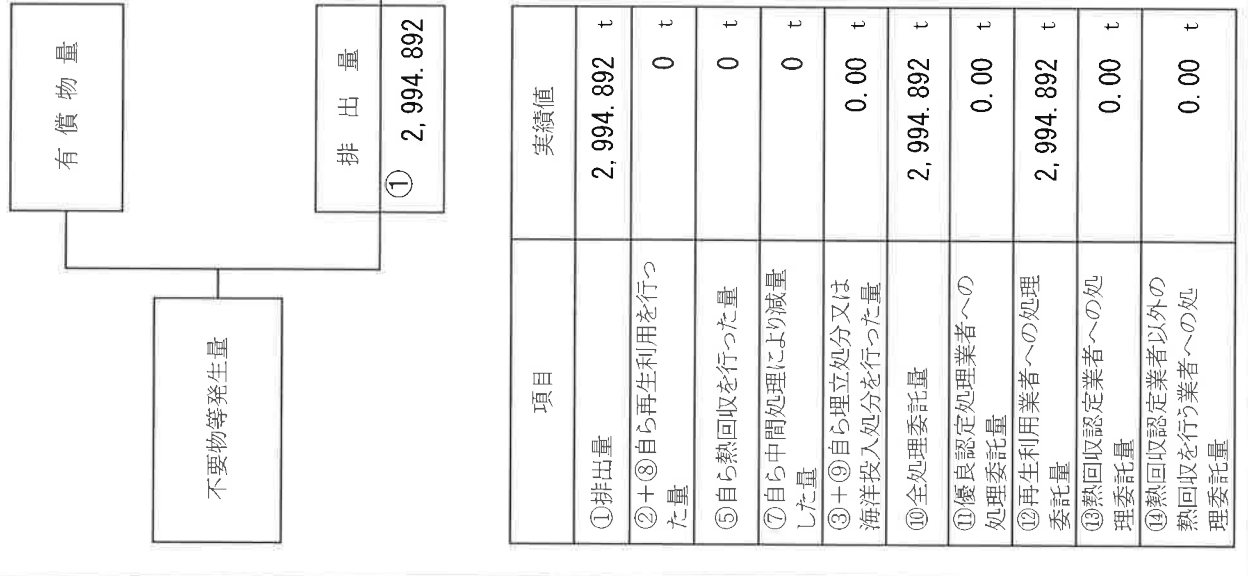 有償物量
不要物等発生量
排出量
① 2,994.892
項目 実績値
①排出量 2,994.892 t
②+⑧自ら再生利用を行っ
た量 0 t
⑤自ら熱回収を行った量 0 t
⑦自ら中間処理により減量
した量 0 t
③+⑨自ら埋立処分又は
海洋投入処分を行った量 0.00 t
⑩全処理委託量 2,994.892 t
⑪優良認定処理業者への
処理委託量 0.00 t
⑫再生利用業者への処理
委託量 2,994.892 t
⑬熱回収認定業者への処
理委託量 0.00 t
⑭熱回収認定業者以外の
熱回収を行う業者への処
理委託量 0.00 t